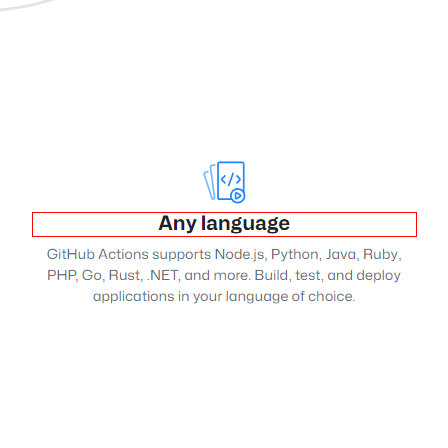 Any language
GitHub Actions supports Node.js, Python, Java, Ruby,
PHP, Go, Rust, .NET, and more. Build, test, and deploy
applications in your language of choice.